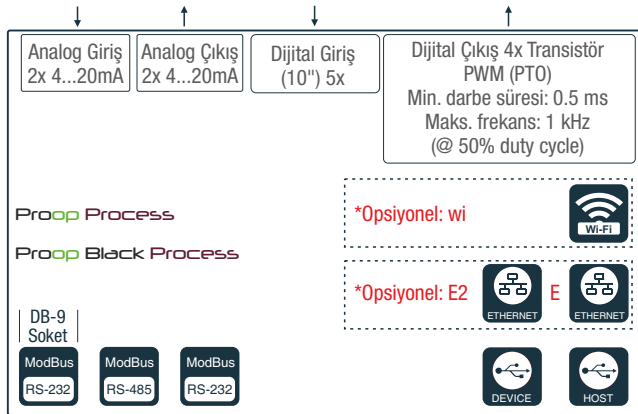 Analog Giriş
2x 4...20mA
Analog Çıkış
2x 4...20mA
Dijital Giriş
(10") 5x
Dijital Çıkış 4x Transistör
PWM (PTO)
Min. darbe süresi: 0.5 ms
Maks. frekans: 1 kHz
(@ 50% duty cycle)
Proop Process
Proop Black Process
*Opsiyonel: wi
Wi-Fi
*Opsiyonel: E2
ETHERNET
E
ETHERNET
DB-9
Soket
ModBus
RS-232
ModBus
RS-485
ModBus
RS-232
DEVICE
HOST